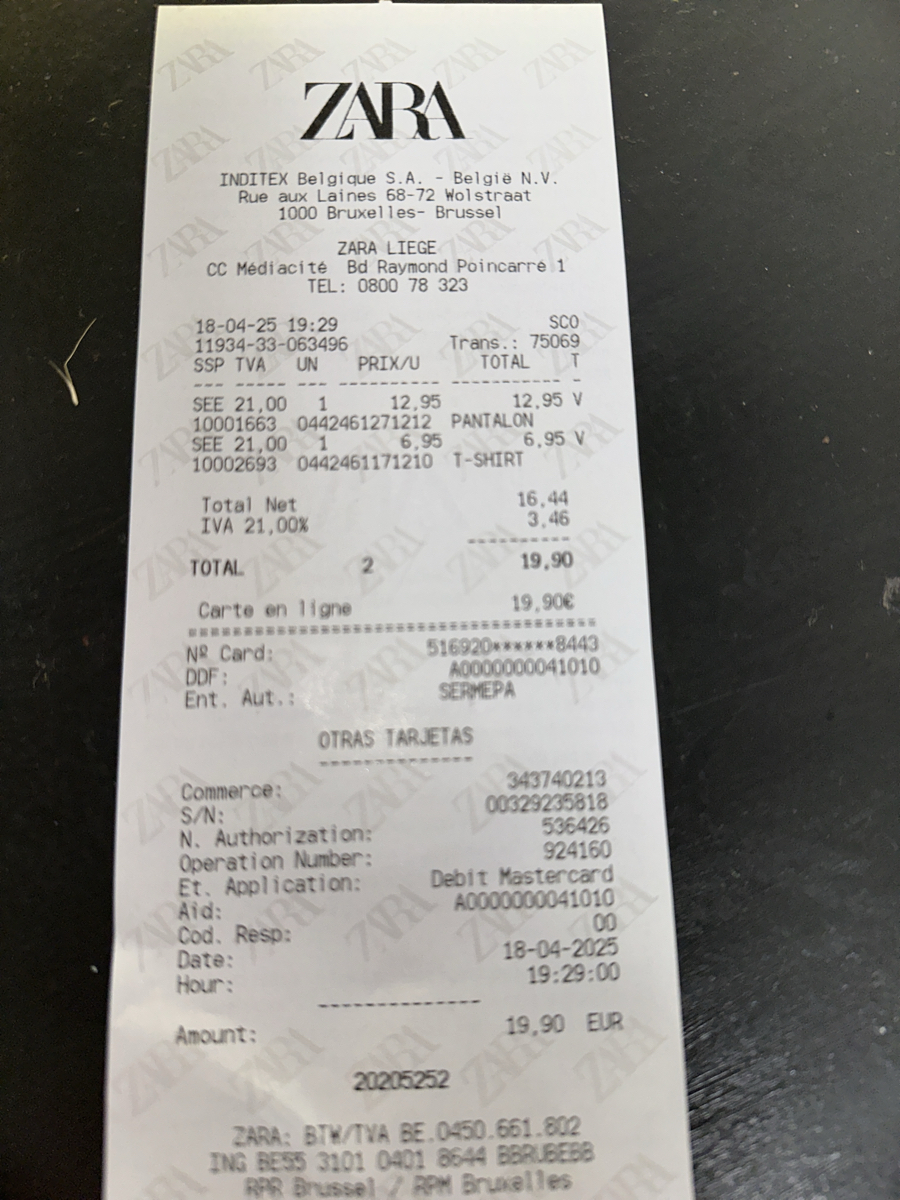 ZARA
INDITEX Belgique S.A. - België N.V.
Rue aux Laines 68-72 Wolstraat
1000 Bruxelles- Brussel
ZARA LIEGE
CC Médiacité Bd Raymond Poincarré 1
TEL: 0800 78 323
18-04-25 19:29 SCO
11934-33-063496 Trans.: 75069
SSP TVA UN PRIX/U TOTAL T
--- ----- --- ---------- ----------- -
SEE 21,00 1 12,95 12,95 V
10001663 0442461271212 PANTALON
SEE 21,00 1 6,95 6,95 V
10002693 0442461171210 T-SHIRT
Total Net 16,44
IVA 21,00% 3,46
----------
TOTAL 2 19,90
Carte en ligne 19,90€
========================================
Nº Card: 516920******8443
DDF: A0000000041010
Ent. Aut.: SERMEPA
OTRAS TARJETAS
--------------
Commerce: 343740213
S/N: 00329235818
N. Authorization: 536426
Operation Number: 924160
Et. Application: Debit Mastercard
Aid: A0000000041010
Cod. Resp: 00
Date: 18-04-2025
Hour: 19:29:00
--------------
Amount: 19,90 EUR
20205252
ZARA: BTW/TVA BE.0450.661.802
ING BE55 3101 0401 8644 BBRUBEBB
RPR Brussel / RPM Bruxelles